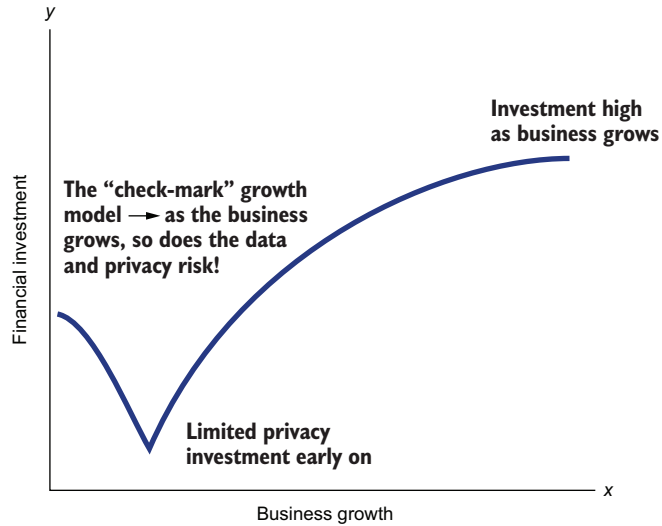 y
Investment high
as business grows
The “check-mark” growth
model → as the business
grows, so does the data
and privacy risk!
Financial investment
Limited privacy
investment early on
x
Business growth